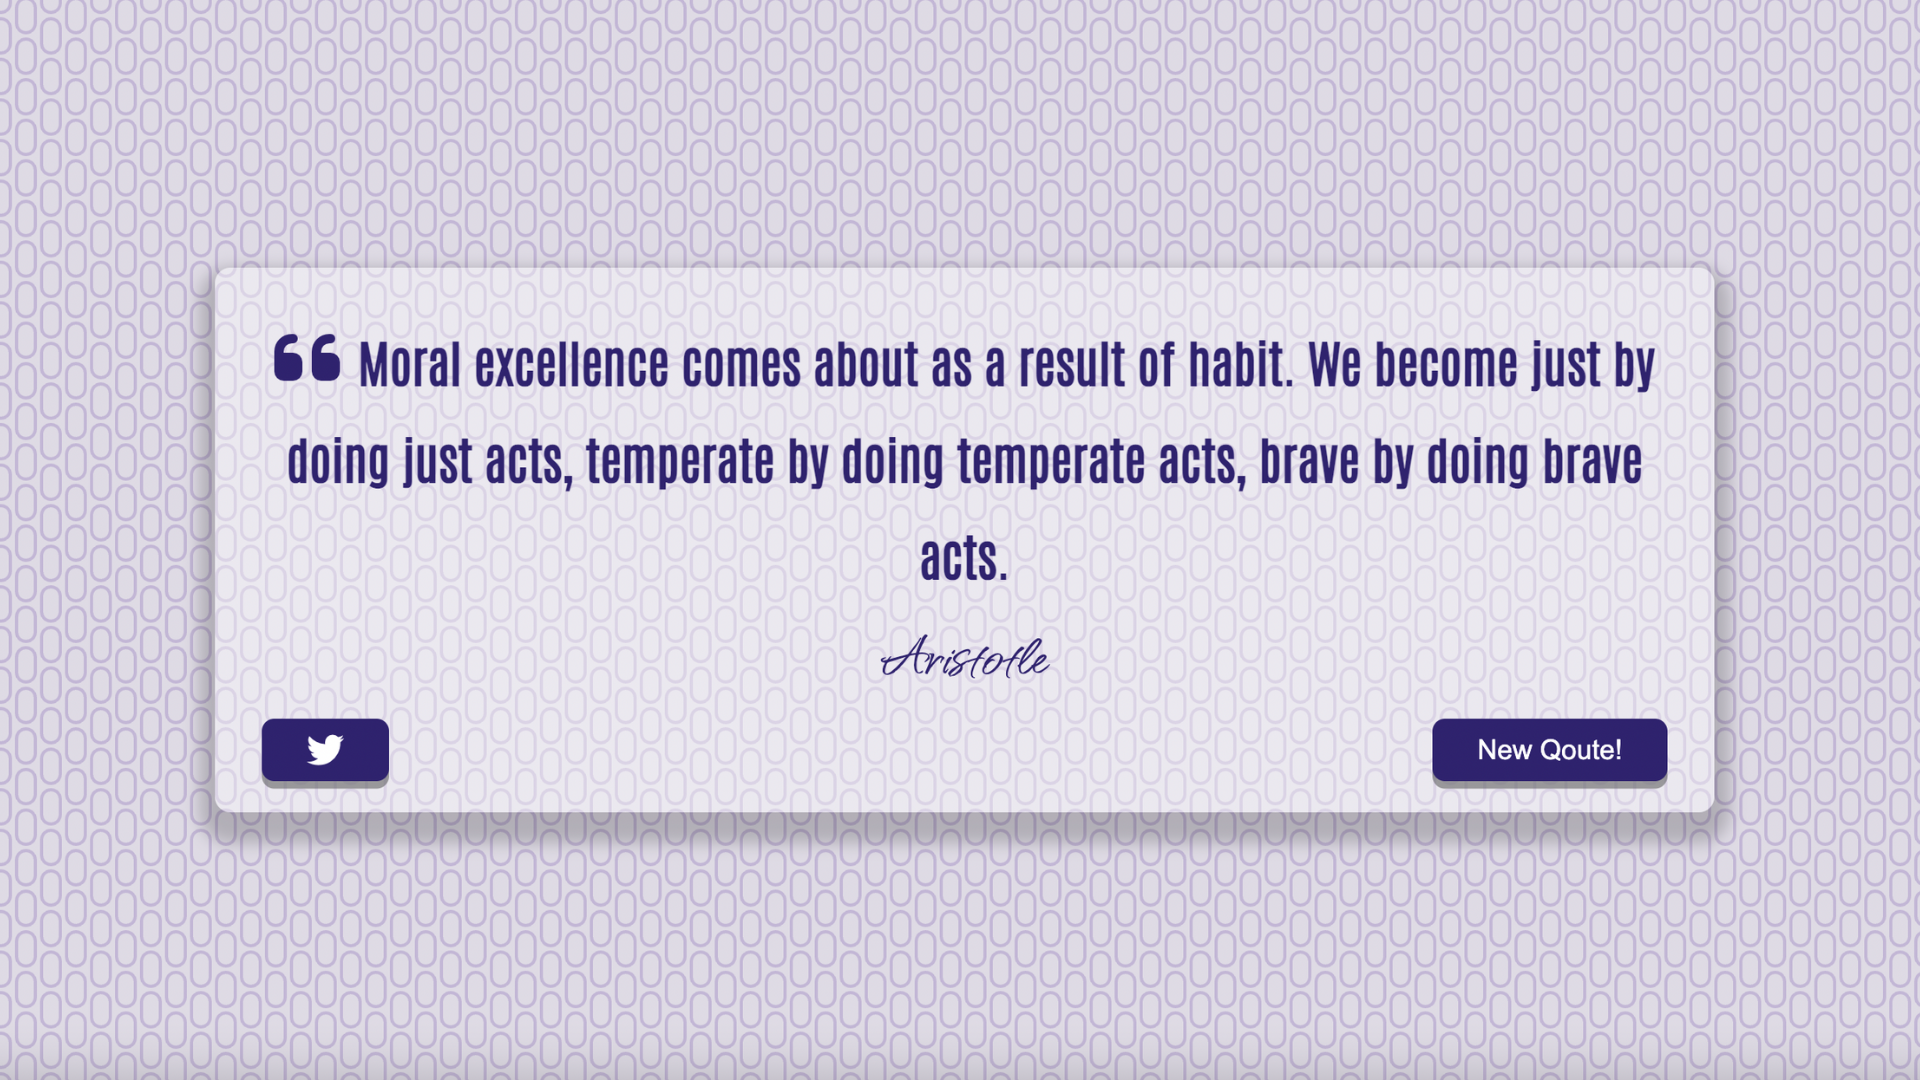 ❝ Moral excellence comes about as a result of habit. We become just by
doing just acts, temperate by doing temperate acts, brave by doing brave
acts.
Aristotle
New Qoute!